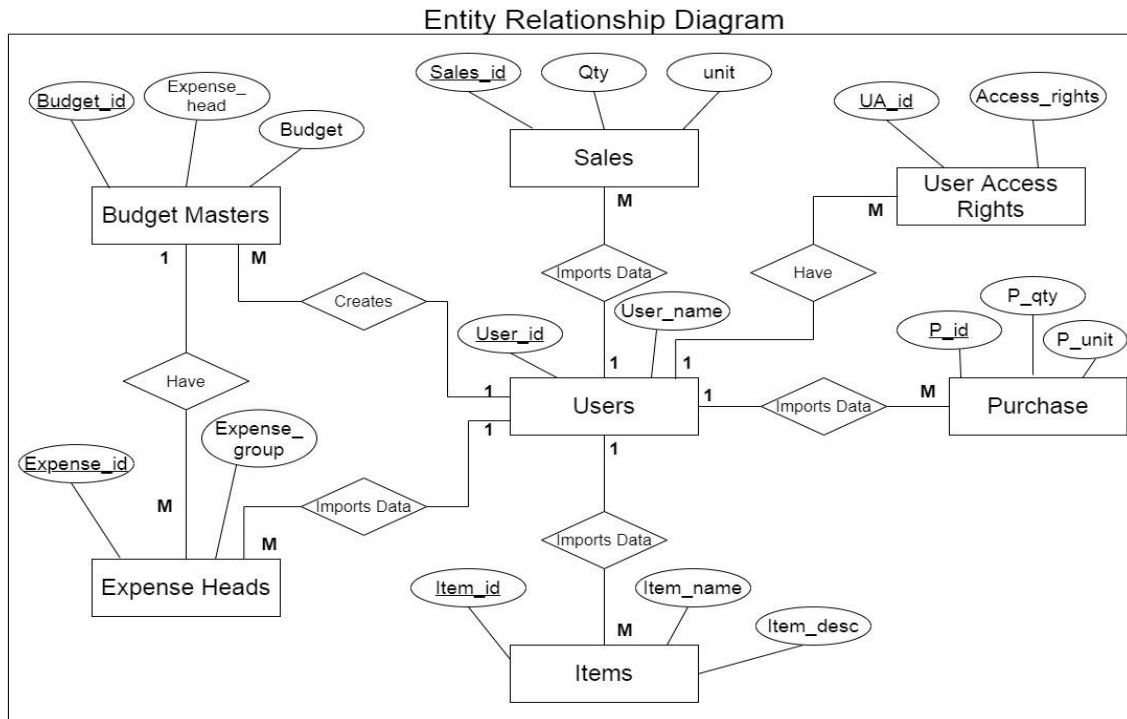 Entity Relationship Diagram
Sales_id
Qty
unit
Budget_id
Expense_
head
Budget
UA_id
Access_rights
Sales
User Access
Rights
Budget Masters
M
M
1
M
Imports Data
Have
Creates
User_id
User_name
P_qty
P_id
P_unit
Have
1
1
1
1
M
Users
Imports Data
Purchase
1
1
Expense_
group
Expense_id
M
Imports Data
M
Imports Data
Expense Heads
Item_id
Item_name
M
Item_desc
Items